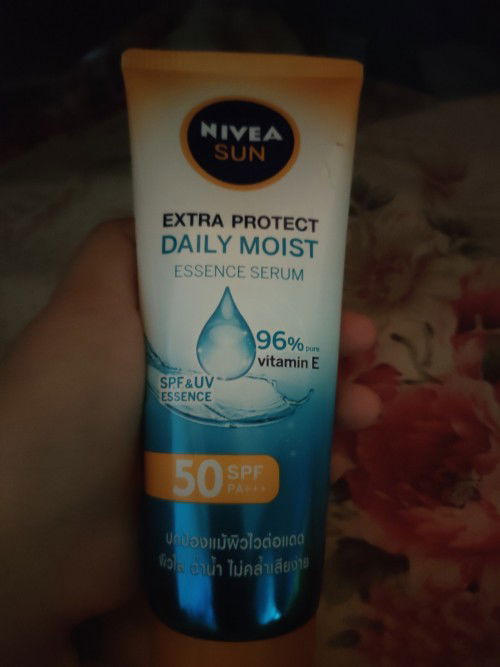 NIVEA
SUN
EXTRA PROTECT
DAILY MOIST
ESSENCE SERUM
96% pure
vitamin E
SPF & UV
ESSENCE
50 SPF
PA+++
ปกป้องแม้ผิวไวต่อแดด
ผิวใส ฉ่ำน้ำ ไม่คล้ำเสียง่าย